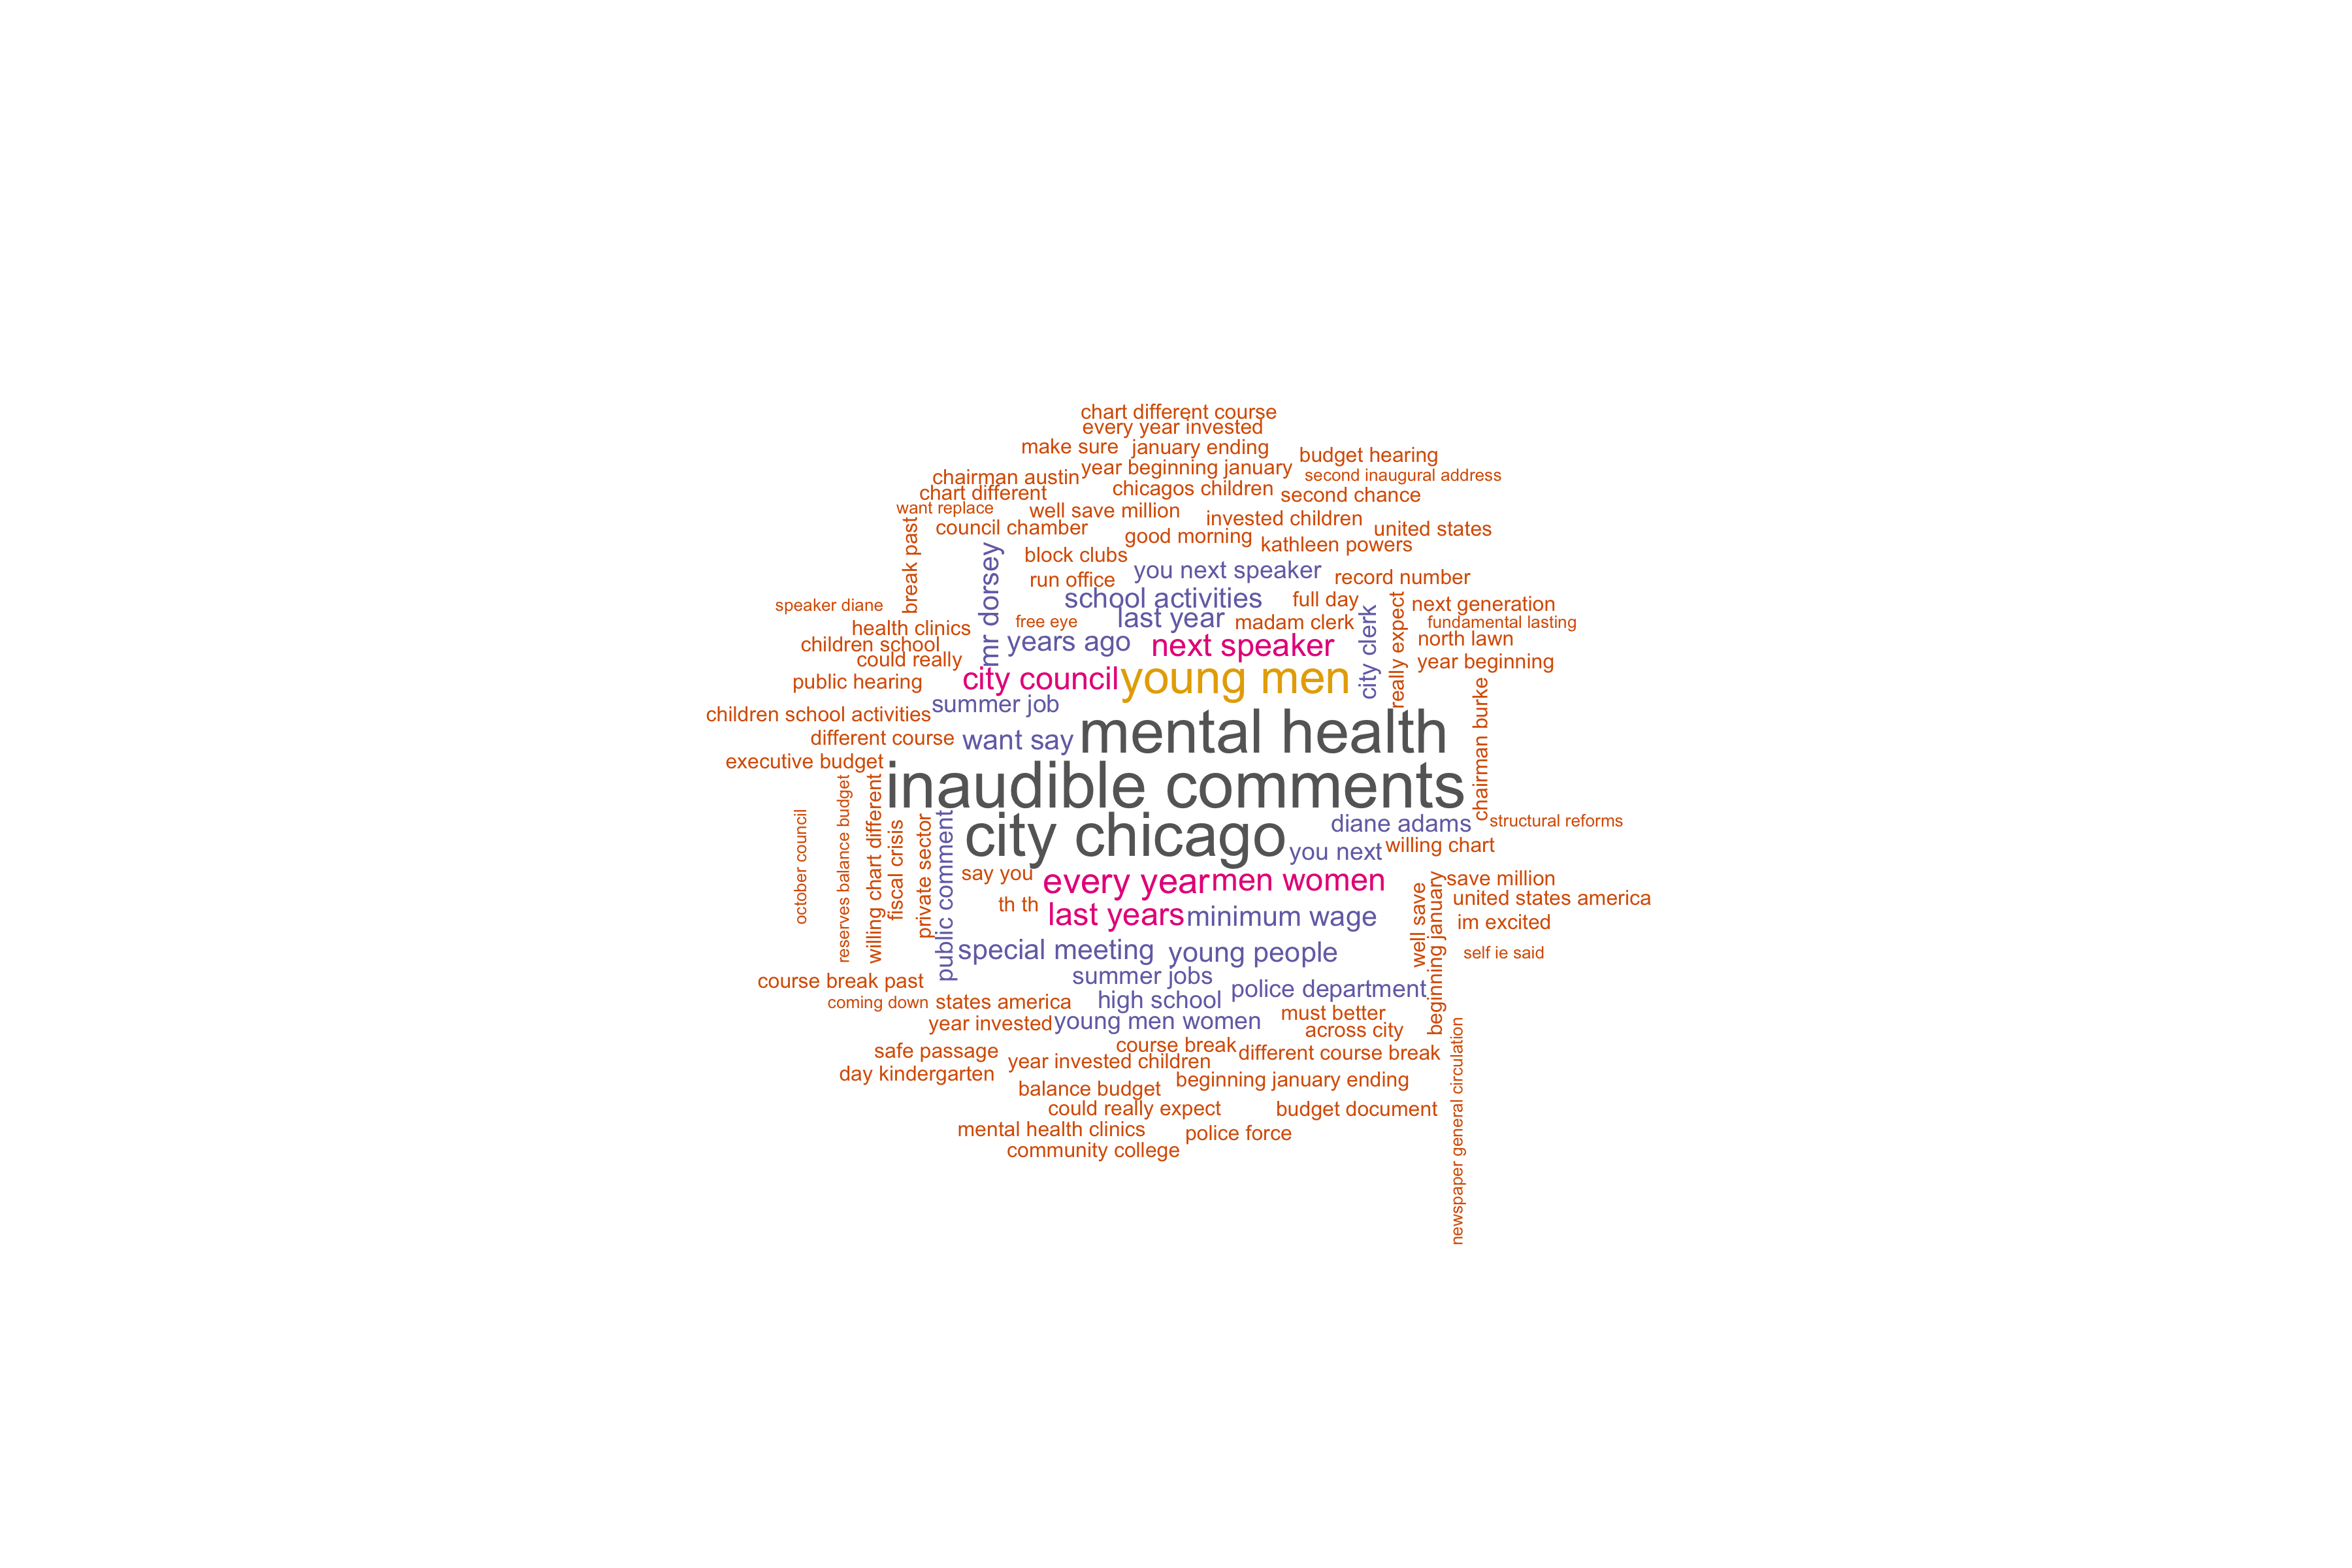 chart different course
every year invested
make sure
january ending
budget hearing
year beginning january
second inaugural address
chairman austin
chicagos children
chart different
second chance
want replace
well save million
invested children
council chamber
united states
good morning
kathleen powers
break past
mr dorsey
block clubs
you next speaker
run office
record number
school activities
full day
speaker diane
next generation
last year
free eye
madam clerk
city clerk
really expect
fundamental lasting
health clinics
north lawn
children school
years ago
next speaker
could really
year beginning
public hearing
city council
young men
summer job
children school activities
chairman burke
different course
want say
mental health
executive budget
inaudible comments
october council
reserves balance budget
willing chart different
fiscal crisis
private sector
public comment
city chicago
diane adams
structural reforms
you next
willing chart
say you
every year
men women
well save
beginning january
save million
united states america
th th
last years
minimum wage
im excited
special meeting
young people
self ie said
summer jobs
course break past
police department
coming down
states america
high school
must better
year invested
young men women
across city
newspaper general circulation
course break
safe passage
different course break
year invested children
day kindergarten
beginning january ending
balance budget
could really expect
budget document
mental health clinics
police force
community college